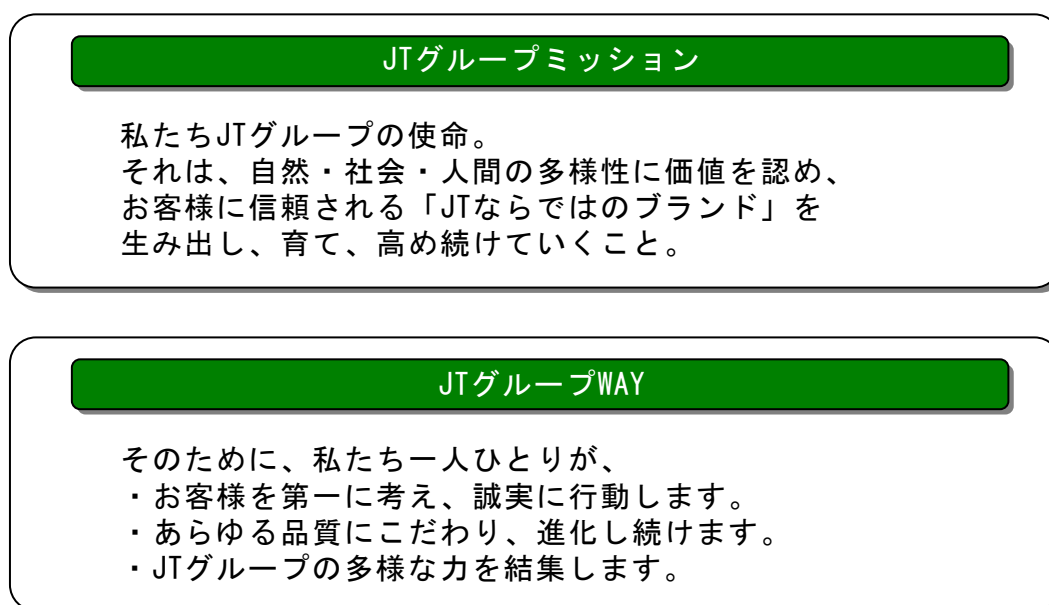 JTグループミッション
私たちJTグループの使命。
それは、自然・社会・人間の多様性に価値を認め、
お客様に信頼される「JTならではのブランド」を
生み出し、育て、高め続けていくこと。
JTグループWAY
そのために、私たち一人ひとりが、
・お客様を第一に考え、誠実に行動します。
・あらゆる品質にこだわり、進化し続けます。
・JTグループの多様な力を結集します。